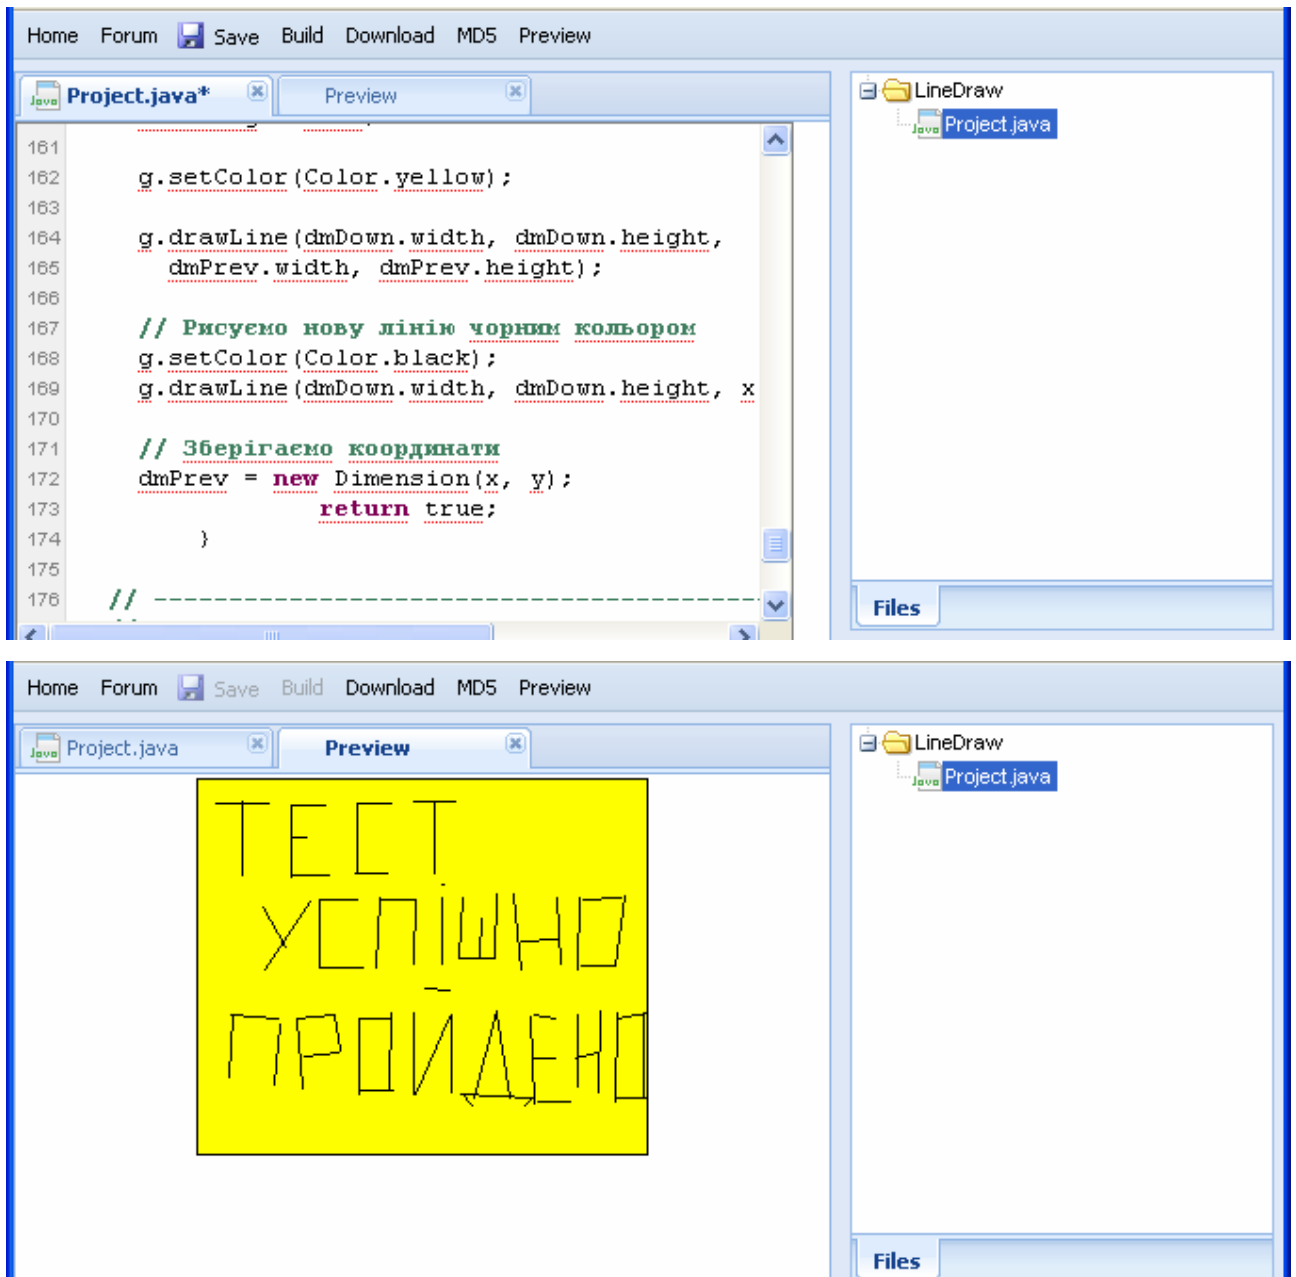 Home Forum Save Build Download MD5 Preview
Project.java* Preview
LineDraw
Project.java
161
162 g.setColor(Color.yellow);
163
164 g.drawLine(dmDown.width, dmDown.height,
165 dmPrev.width, dmPrev.height);
166
167 // Рисуємо нову лінію чорним кольором
168 g.setColor(Color.black);
169 g.drawLine(dmDown.width, dmDown.height, x
170
171 // Зберігаємо координати
172 dmPrev = new Dimension(x, y);
173 return true;
174 }
175
176 // ----------------------------------------
Files
Home Forum Save Build Download MD5 Preview
Project.java Preview
LineDraw
Project.java
ТЕСТ
УСПІШНО
ПРОЙДЕНО
Files